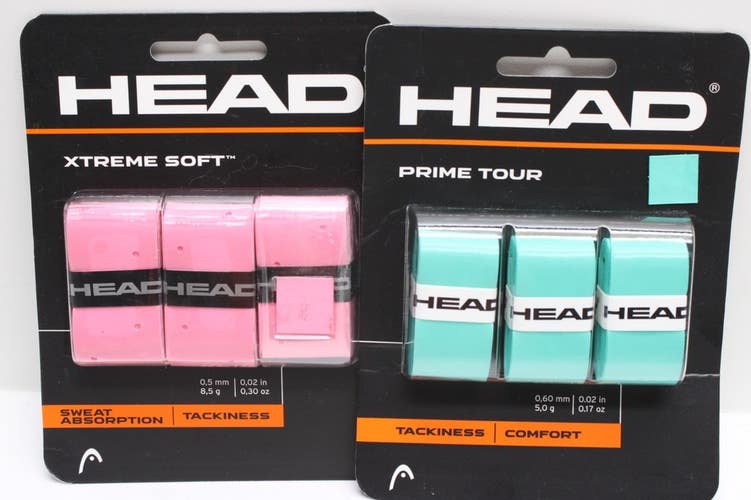 HEAD
XTREME SOFT™
HEAD HEAD HEAD
0,5 mm | 0.02 in
8,5 g | 0,30 oz
SWEAT
ABSORPTION | TACKINESS
HEAD®
PRIME TOUR
HEAD HEAD HEAD
0,60 mm | 0.02 in
5,0 g | 0.17 oz
TACKINESS | COMFORT